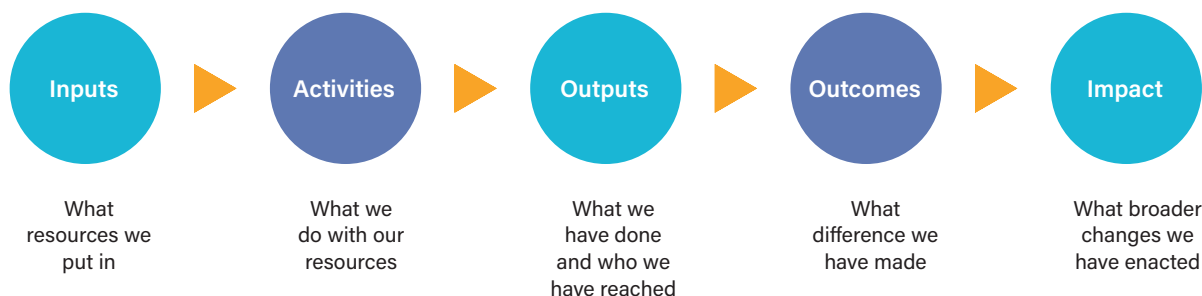 Inputs
Activities
Outputs
Outcomes
Impact
What
resources we
put in
What we
do with our
resources
What we
have done
and who we
have reached
What
difference we
have made
What broader
changes we
have enacted